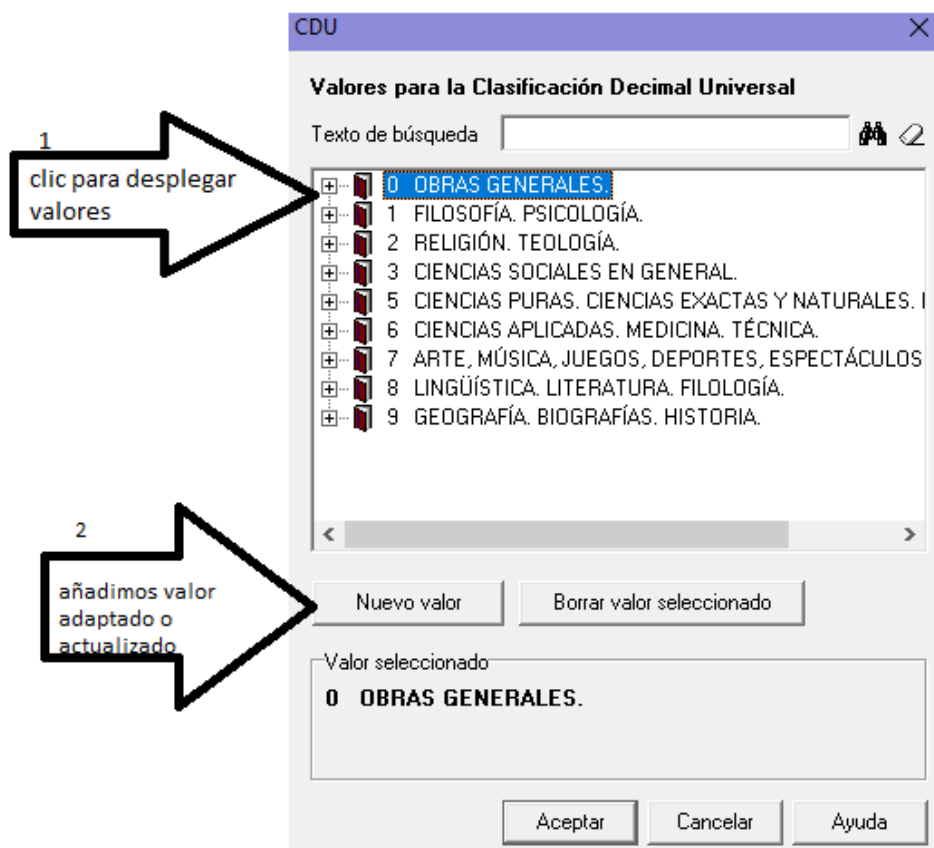 CDU
Valores para la Clasificación Decimal Universal
Texto de búsqueda
1
clic para desplegar
valores
0 OBRAS GENERALES.
1 FILOSOFÍA. PSICOLOGÍA.
2 RELIGIÓN. TEOLOGÍA.
3 CIENCIAS SOCIALES EN GENERAL.
5 CIENCIAS PURAS. CIENCIAS EXACTAS Y NATURALES.
6 CIENCIAS APLICADAS. MEDICINA. TÉCNICA.
7 ARTE, MÚSICA, JUEGOS, DEPORTES, ESPECTÁCULOS
8 LINGÜÍSTICA. LITERATURA. FILOLOGÍA.
9 GEOGRAFÍA. BIOGRAFÍAS. HISTORIA.
2
añadimos valor
adaptado o
actualizado
Nuevo valor
Borrar valor seleccionado
Valor seleccionado
0 OBRAS GENERALES.
Aceptar
Cancelar
Ayuda